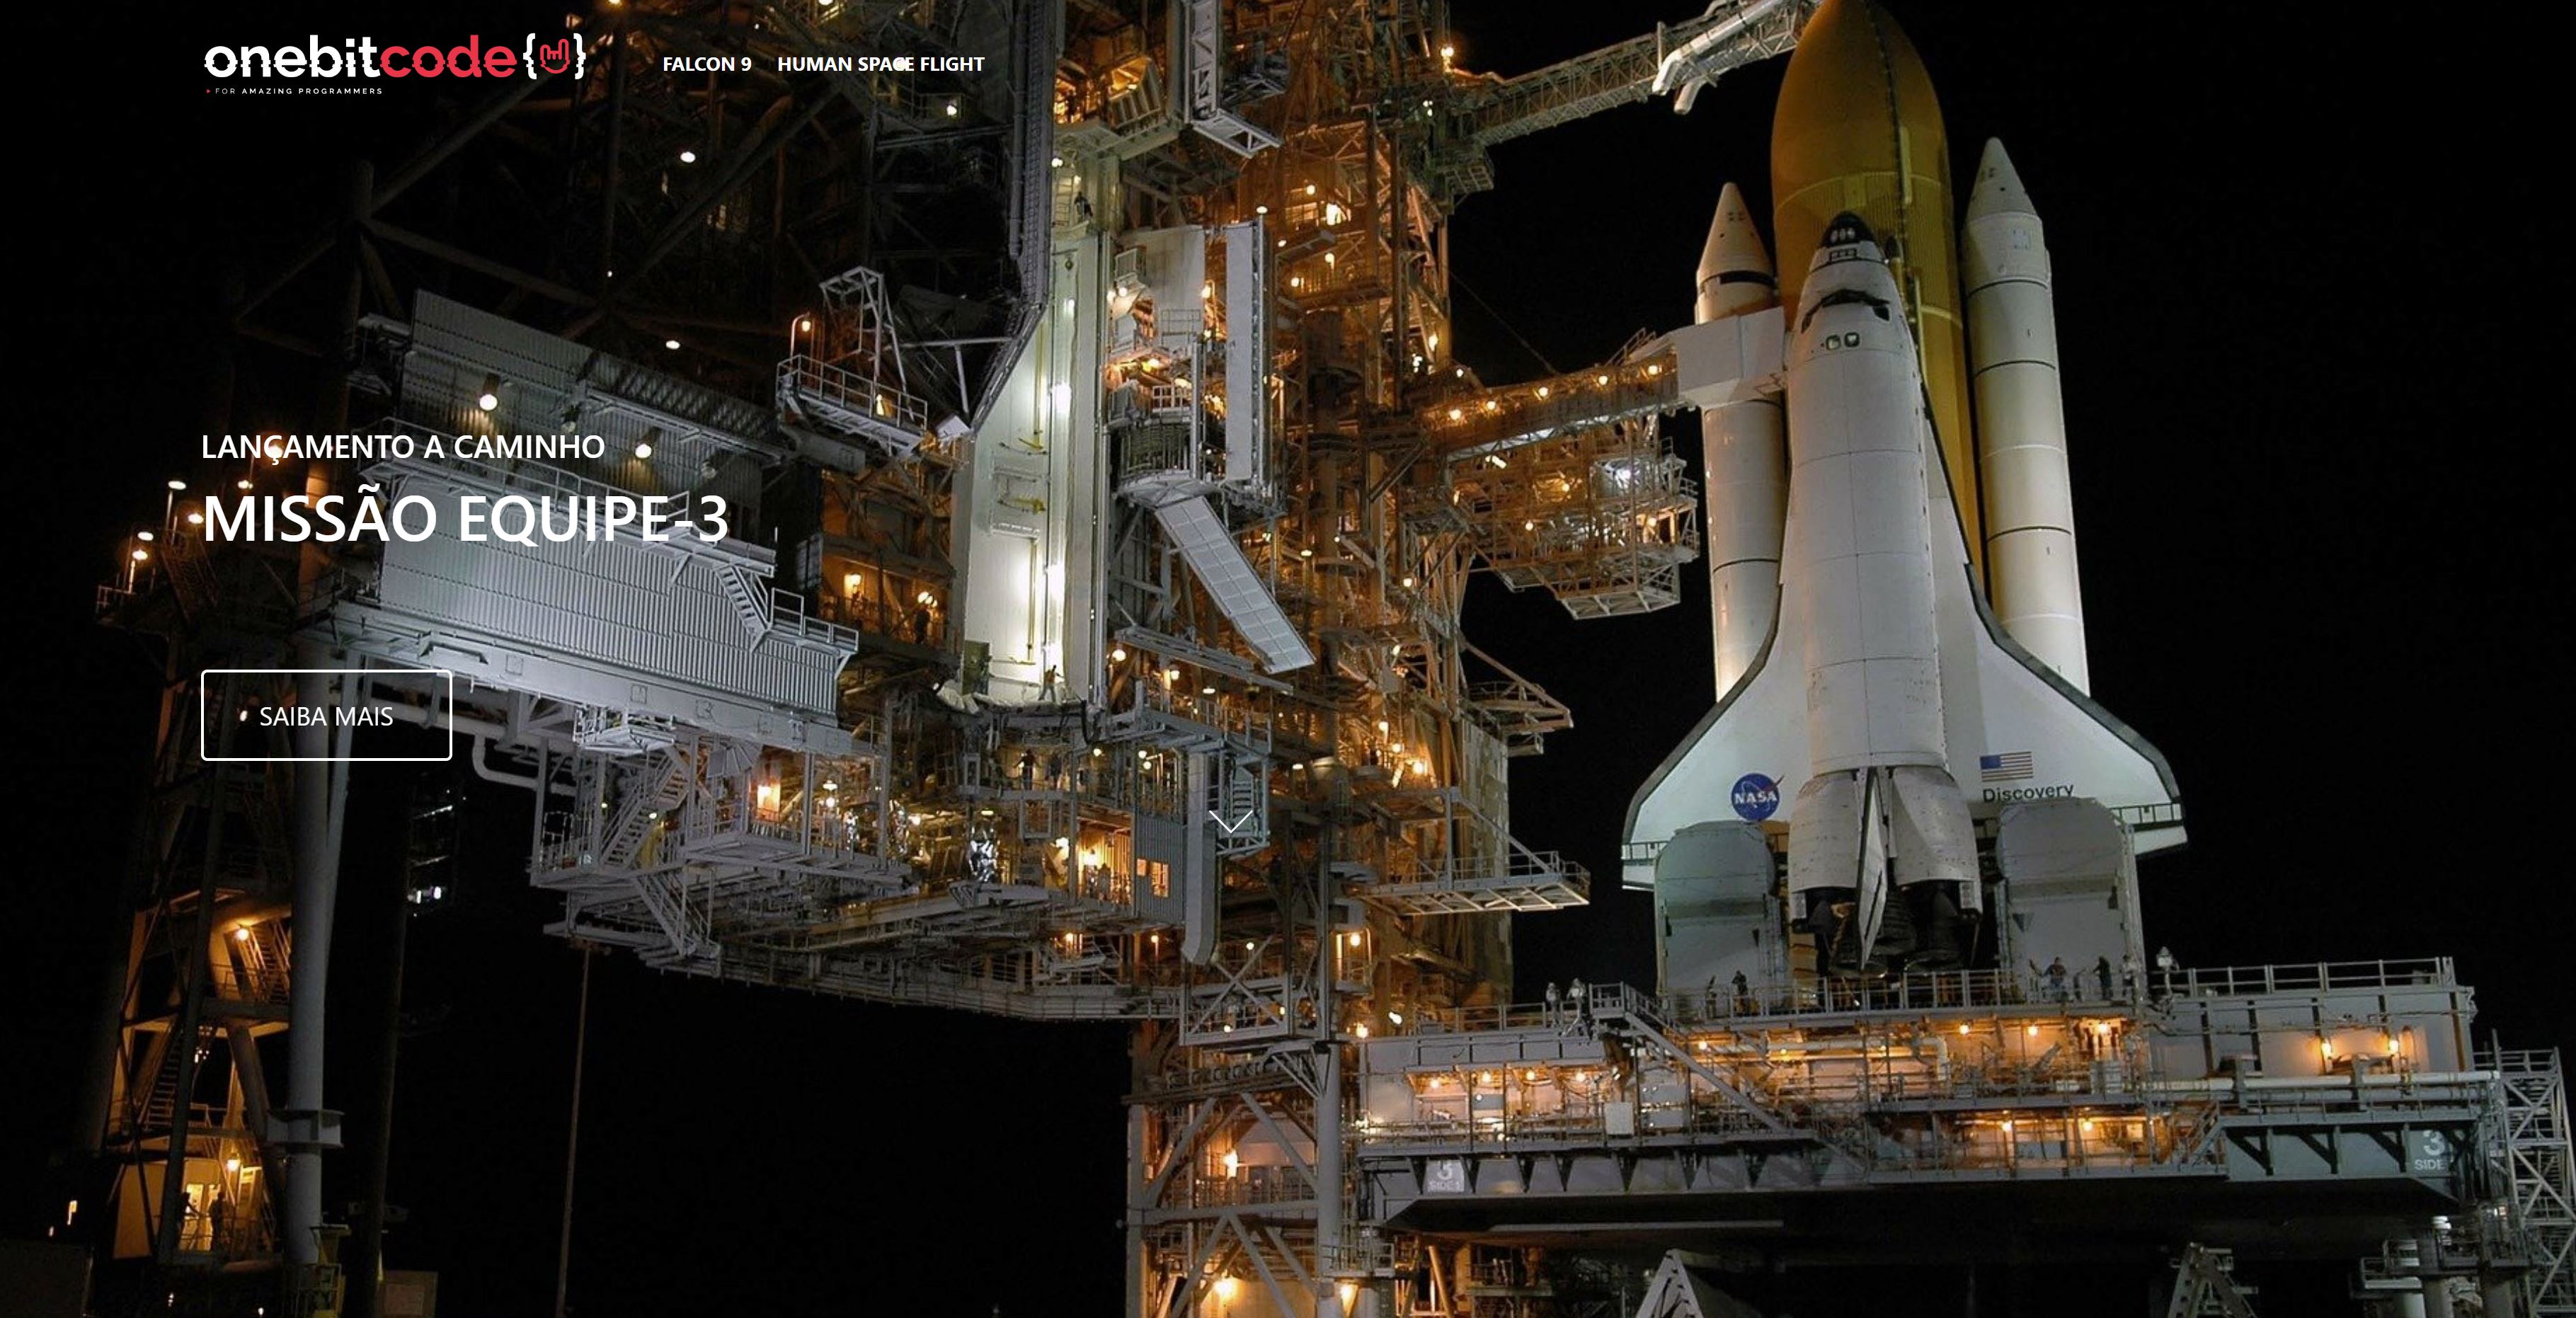 onebitcode{}
FOR AMAZING PROGRAMMERS
FALCON 9
HUMAN SPACE FLIGHT
LANÇAMENTO A CAMINHO
MISSÃO EQUIPE-3
SAIBA MAIS
NASA
Discovery
3
SIDE
3
SIDE 1